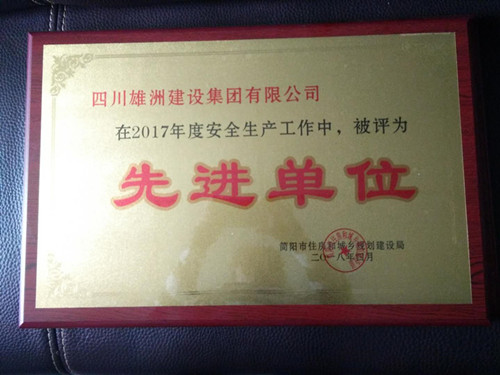 四川雄洲建设集团有限公司
在2017年度安全生产工作中，被评为
先进单位
简阳市住房和城乡规划建设局
二〇一八年四月